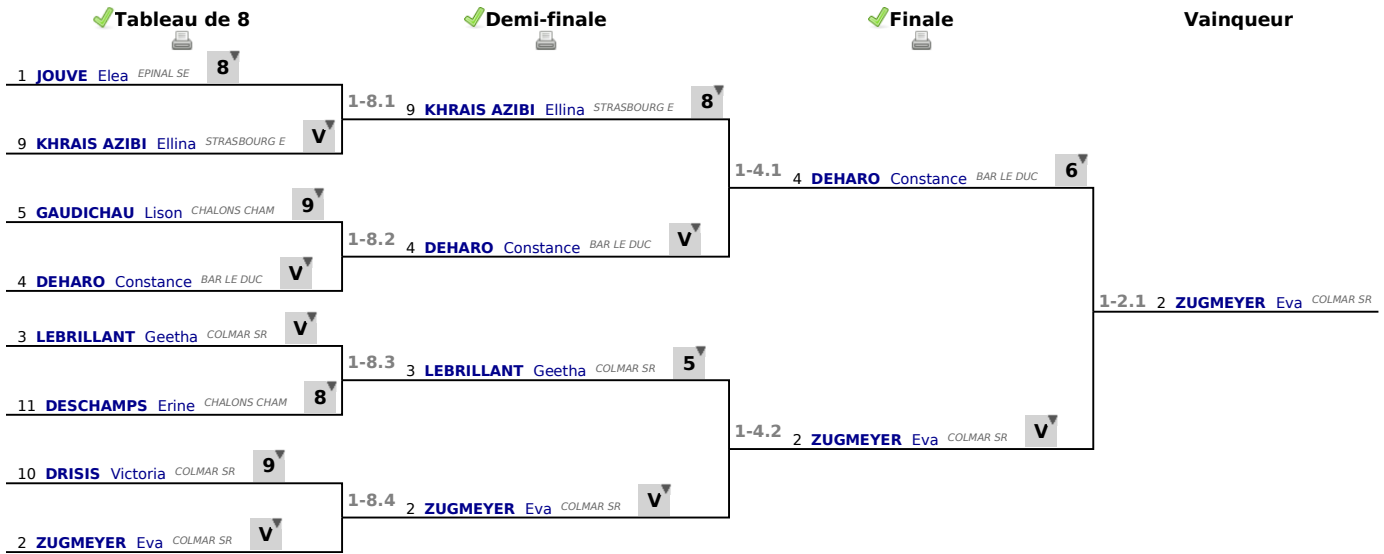 Tableau de 8
Demi-finale
Finale
Vainqueur
1 JOUVE Elea EPINAL SE 8
1-8.1
9 KHRAIS AZIBI Ellina STRASBOURG E V
9 KHRAIS AZIBI Ellina STRASBOURG E 8
1-4.1
5 GAUDICHAU Lison CHALONS CHAM 9
1-8.2
4 DEHARO Constance BAR LE DUC V
4 DEHARO Constance BAR LE DUC V
4 DEHARO Constance BAR LE DUC 6
1-2.1
2 ZUGMEYER Eva COLMAR SR
3 LEBRILLANT Geetha COLMAR SR V
1-8.3
11 DESCHAMPS Erine CHALONS CHAM 8
3 LEBRILLANT Geetha COLMAR SR 5
1-4.2
2 ZUGMEYER Eva COLMAR SR V
10 DRISIS Victoria COLMAR SR 9
1-8.4
2 ZUGMEYER Eva COLMAR SR V
2 ZUGMEYER Eva COLMAR SR V